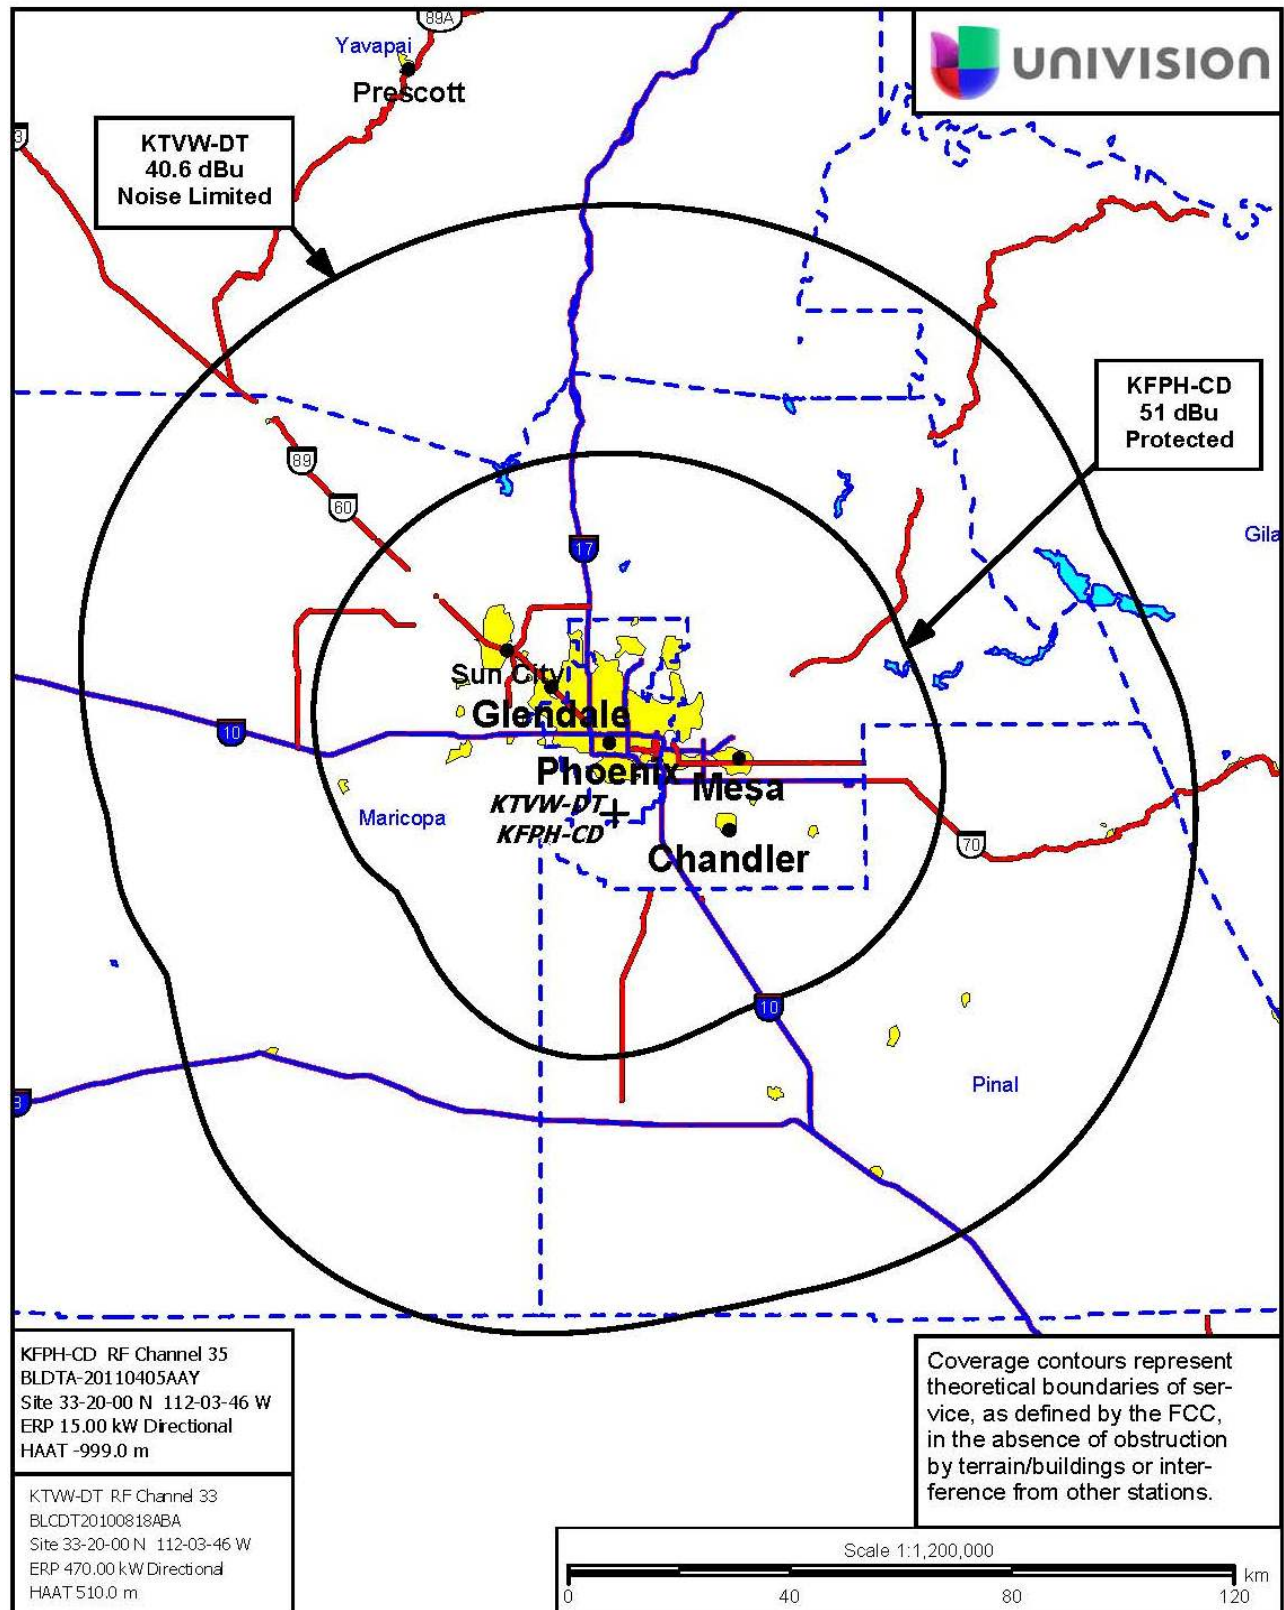 89A
Yavapai
Prescott
UNIVISION
KTVW-DT
40.6 dBu
Noise Limited
KFPH-CD
51 dBu
Protected
89
60
17
Gila
Sun City
Glendale
10
Phoenix
Mesa
KTVW-DT
KFPH-CD
Maricopa
Chandler
70
10
Pinal
KFPH-CD RF Channel 35
BLDTA-20110405AAY
Site 33-20-00 N 112-03-46 W
ERP 15.00 kW Directional
HAAT -999.0 m
KTVW-DT RF Channel 33
BLCDT20100818ABA
Site 33-20-00 N 112-03-46 W
ERP 470.00 kW Directional
HAAT 510.0 m
Coverage contours represent
theoretical boundaries of ser-
vice, as defined by the FCC,
in the absence of obstruction
by terrain/buildings or inter-
ference from other stations.
Scale 1:1,200,000
km
0 40 80 120